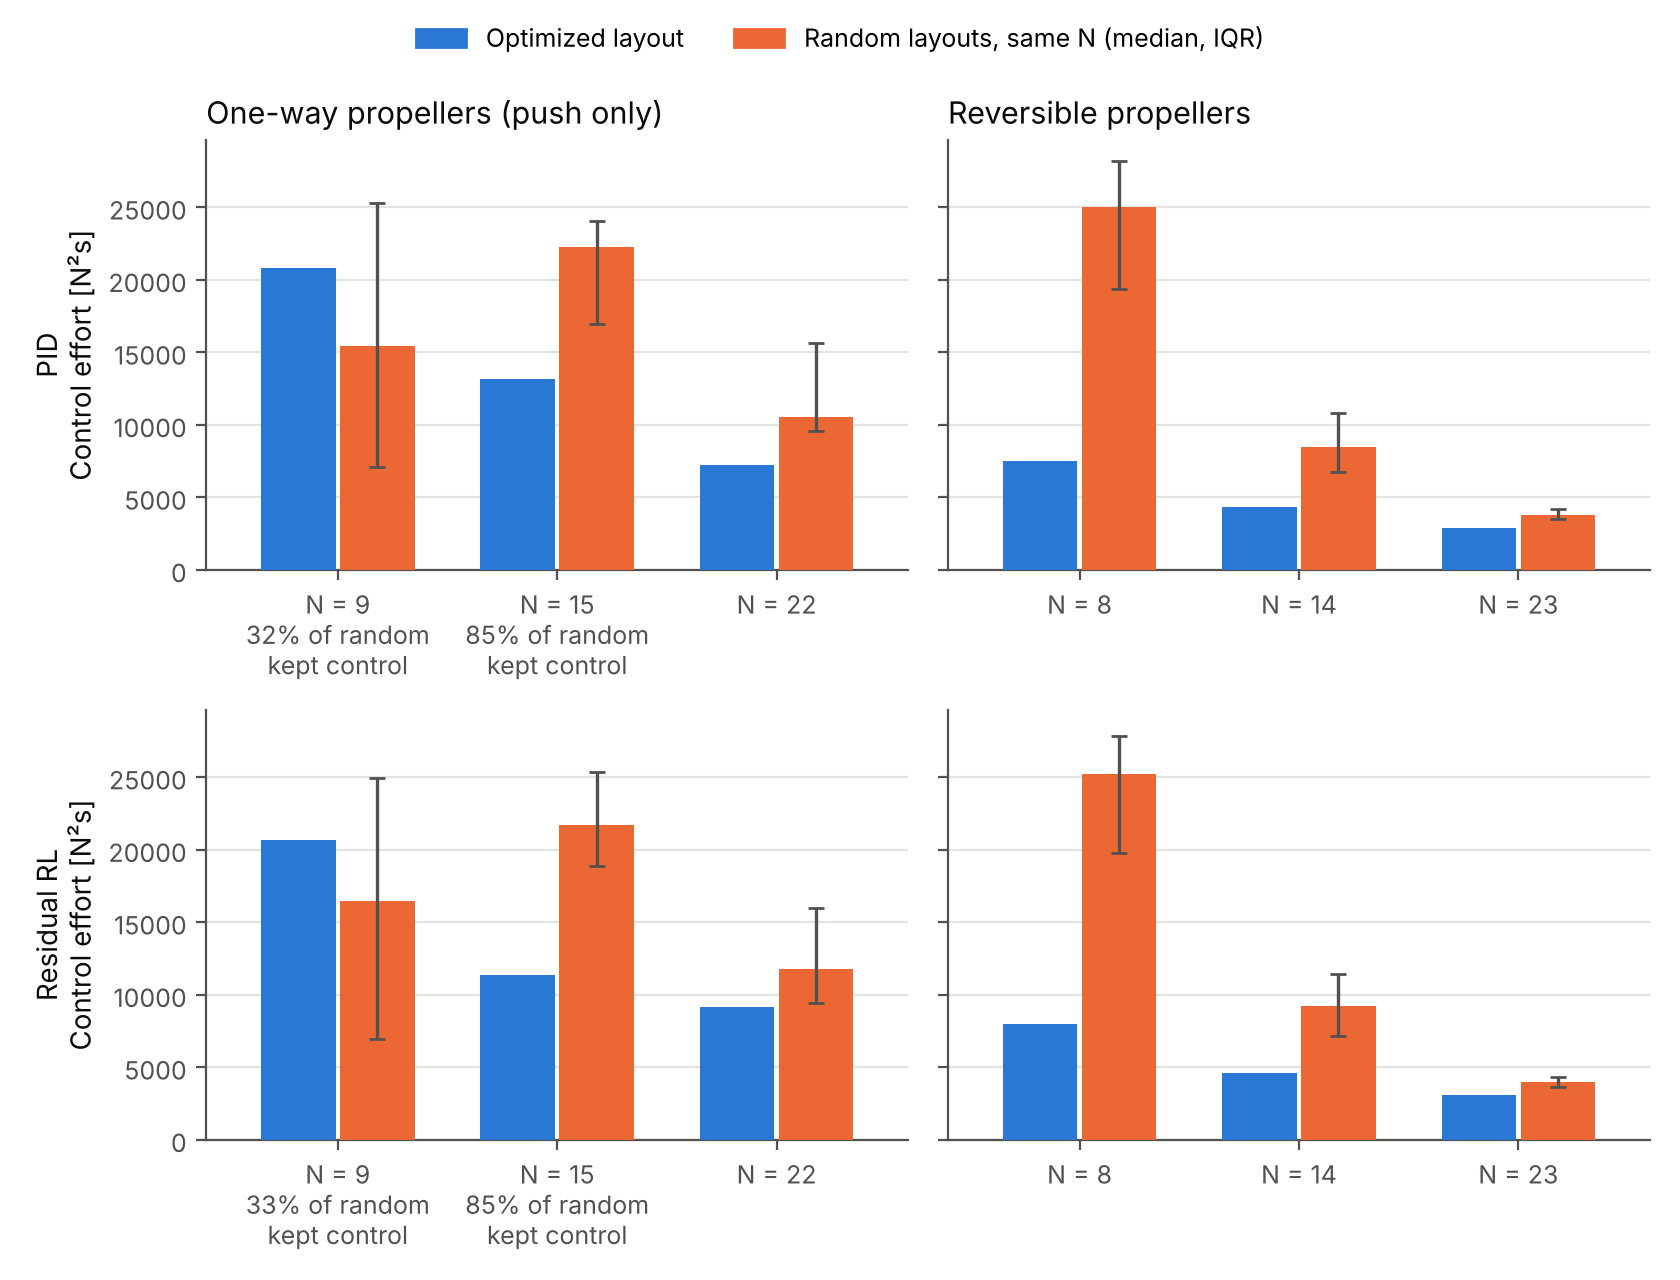 Optimized layout
Random layouts, same N (median, IQR)
One-way propellers (push only)
Reversible propellers
PID
Control effort [N²s]
25000
20000
15000
10000
5000
0
N = 9
32% of random
kept control
N = 15
85% of random
kept control
N = 22
N = 8
N = 14
N = 23
Residual RL
Control effort [N²s]
25000
20000
15000
10000
5000
0
N = 9
33% of random
kept control
N = 15
85% of random
kept control
N = 22
N = 8
N = 14
N = 23